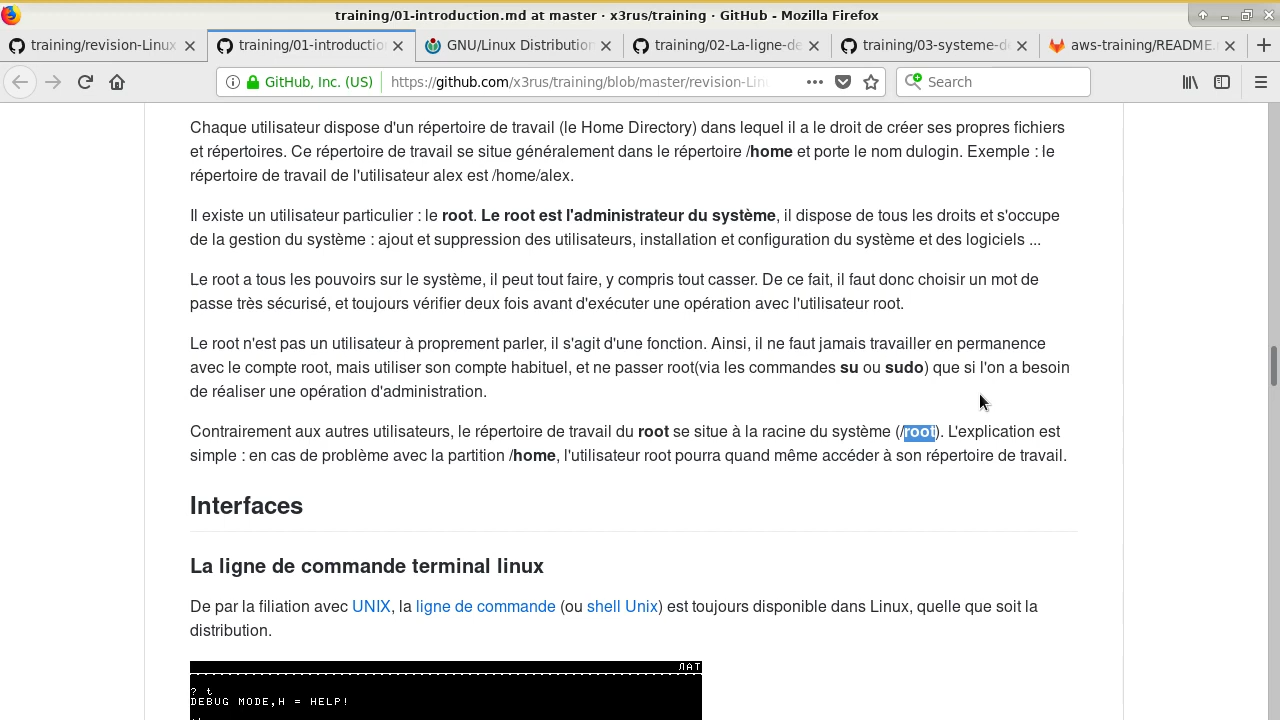 training/01-introduction.md at master · x3rus/training · GitHub - Mozilla Firefox
training/revision-Linux
training/01-introductio
GNU/Linux Distribution
training/02-La-ligne-de
training/03-systeme-d
aws-training/README.
GitHub, Inc. (US)
https://github.com/x3rus/training/blob/master/revision-Lin
Search
Chaque utilisateur dispose d'un répertoire de travail (le Home Directory) dans lequel il a le droit de créer ses propres fichiers
et répertoires. Ce répertoire de travail se situe généralement dans le répertoire /home et porte le nom dulogin. Exemple : le
répertoire de travail de l'utilisateur alex est /home/alex.
Il existe un utilisateur particulier : le root. Le root est l'administrateur du système, il dispose de tous les droits et s'occupe
de la gestion du système : ajout et suppression des utilisateurs, installation et configuration du système et des logiciels ...
Le root a tous les pouvoirs sur le système, il peut tout faire, y compris tout casser. De ce fait, il faut donc choisir un mot de
passe très sécurisé, et toujours vérifier deux fois avant d'exécuter une opération avec l'utilisateur root.
Le root n'est pas un utilisateur à proprement parler, il s'agit d'une fonction. Ainsi, il ne faut jamais travailler en permanence
avec le compte root, mais utiliser son compte habituel, et ne passer root(via les commandes su ou sudo) que si l'on a besoin
de réaliser une opération d'administration.
Contrairement aux autres utilisateurs, le répertoire de travail du root se situe à la racine du système (/root). L'explication est
simple : en cas de problème avec la partition /home, l'utilisateur root pourra quand même accéder à son répertoire de travail.
Interfaces
La ligne de commande terminal linux
De par la filiation avec UNIX, la ligne de commande (ou shell Unix) est toujours disponible dans Linux, quelle que soit la
distribution.
ЛАТ
? t
DEBUG MODE,H = HELP!